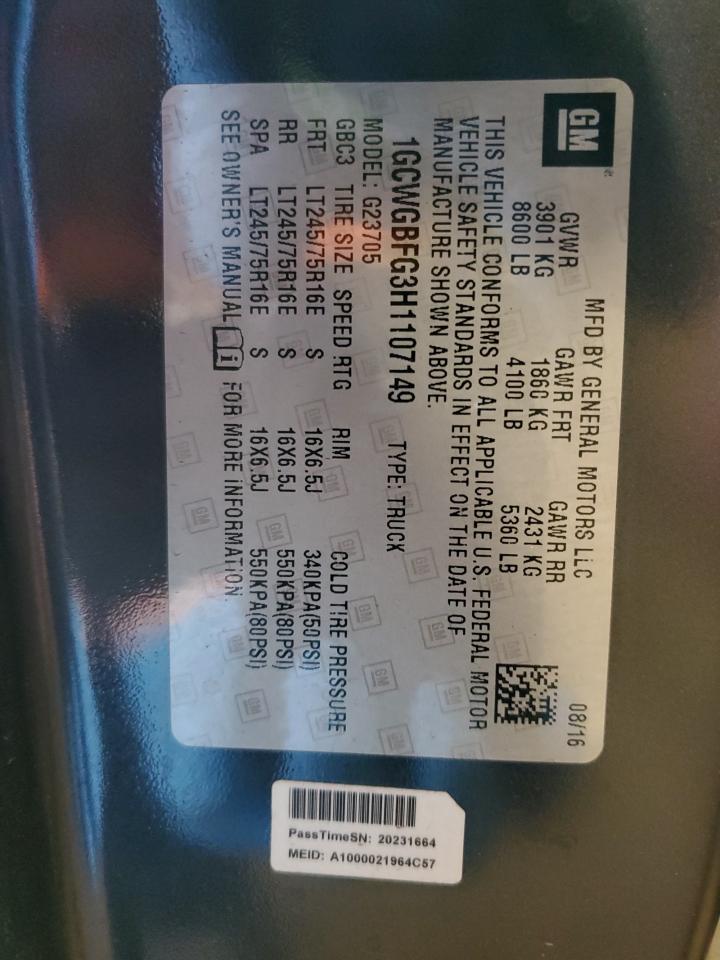 GM
MFD BY GENERAL MOTORS LLC 08/16
GVWR GAWR FRT GAWR RR
3901 KG 1860 KG 2431 KG
8600 LB 4100 LB 5360 LB
THIS VEHICLE CONFORMS TO ALL APPLICABLE U.S. FEDERAL MOTOR
VEHICLE SAFETY STANDARDS IN EFFECT ON THE DATE OF
MANUFACTURE SHOWN ABOVE.
1GCWGBFG3H1107149 TYPE: TRUCK
MODEL: G23705
GBC3 TIRE SIZE SPEED RTG RIM COLD TIRE PRESSURE
FRT LT245/75R16E S 16X6.5J 340KPA(50PSI)
RR LT245/75R16E S 16X6.5J 550KPA(80PSI)
SPA LT245/75R16E S 16X6.5J 550KPA(80PSI)
SEE OWNER'S MANUAL i FOR MORE INFORMATION
PassTimeSN: 20231664
MEID: A1000021964C57